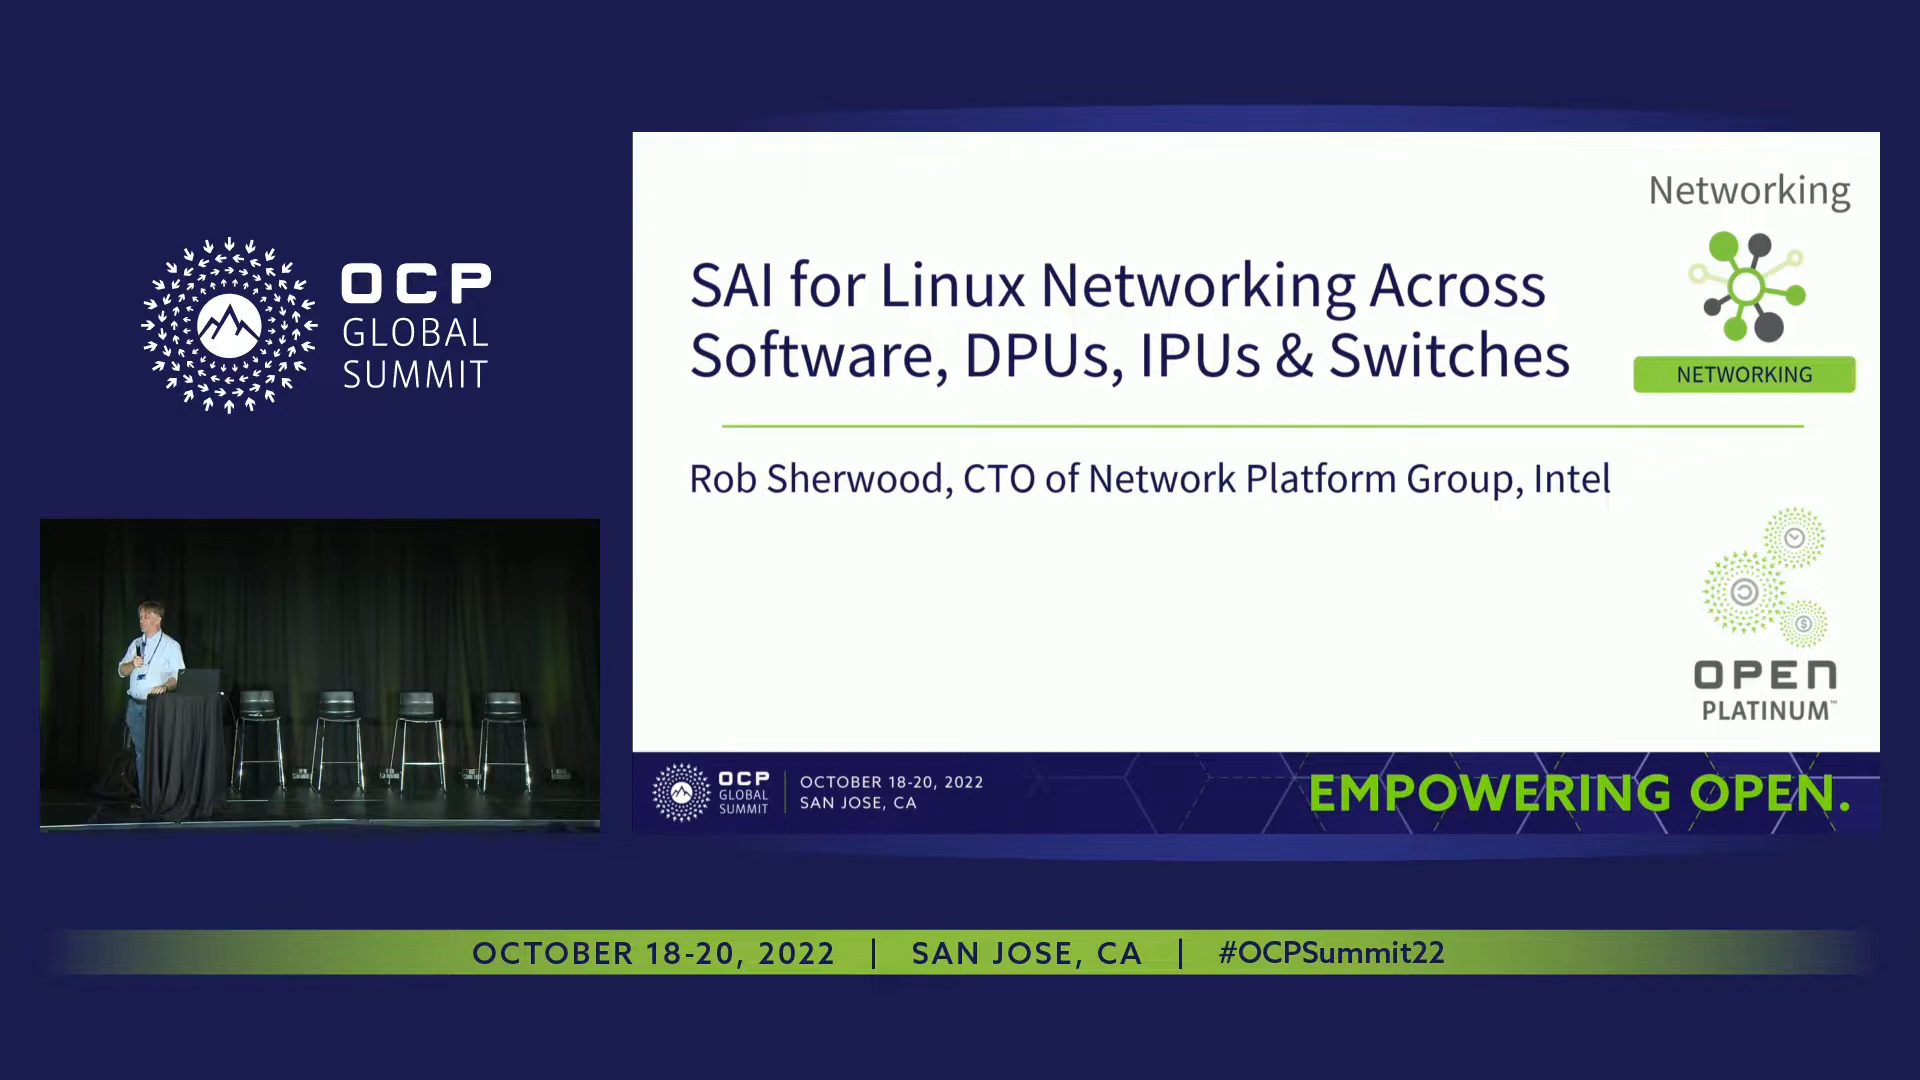 OCP
GLOBAL
SUMMIT
Networking
NETWORKING
SAI for Linux Networking Across
Software, DPUs, IPUs & Switches
Rob Sherwood, CTO of Network Platform Group, Intel
OPEN
PLATINUM™
OCP
GLOBAL
SUMMIT
OCTOBER 18-20, 2022
SAN JOSE, CA
EMPOWERING OPEN.
OCTOBER 18-20, 2022 | SAN JOSE, CA | #OCPSummit22